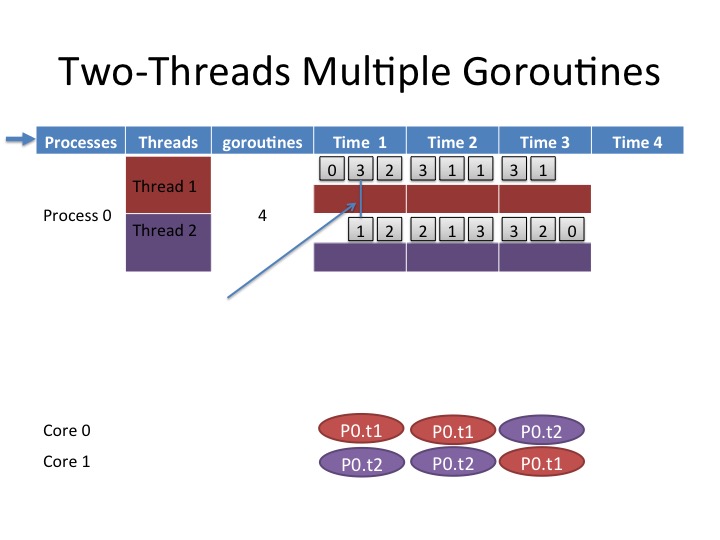 Two-Threads Multiple Goroutines
Processes Threads goroutines Time 1 Time 2 Time 3 Time 4
0 3 2 3 1 1 3 1
Thread 1
Process 0 4
Thread 2
1 2 2 1 3 3 2 0
Core 0 P0.t1 P0.t1 P0.t2
Core 1 P0.t2 P0.t2 P0.t1